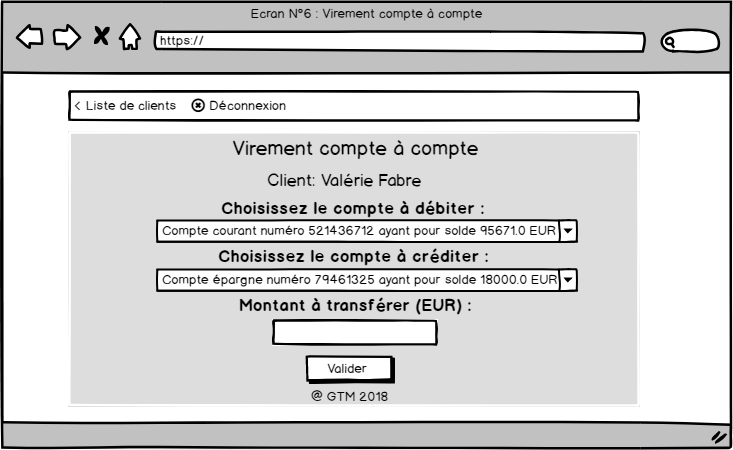 Ecran N°6 : Virement compte à compte
https://
< Liste de clients Déconnexion
Virement compte à compte
Client: Valérie Fabre
Choisissez le compte à débiter :
Compte courant numéro 521436712 ayant pour solde 95671.0 EUR
Choisissez le compte à créditer :
Compte épargne numéro 79461325 ayant pour solde 18000.0 EUR
Montant à transférer (EUR) :
Valider
@ GTM 2018